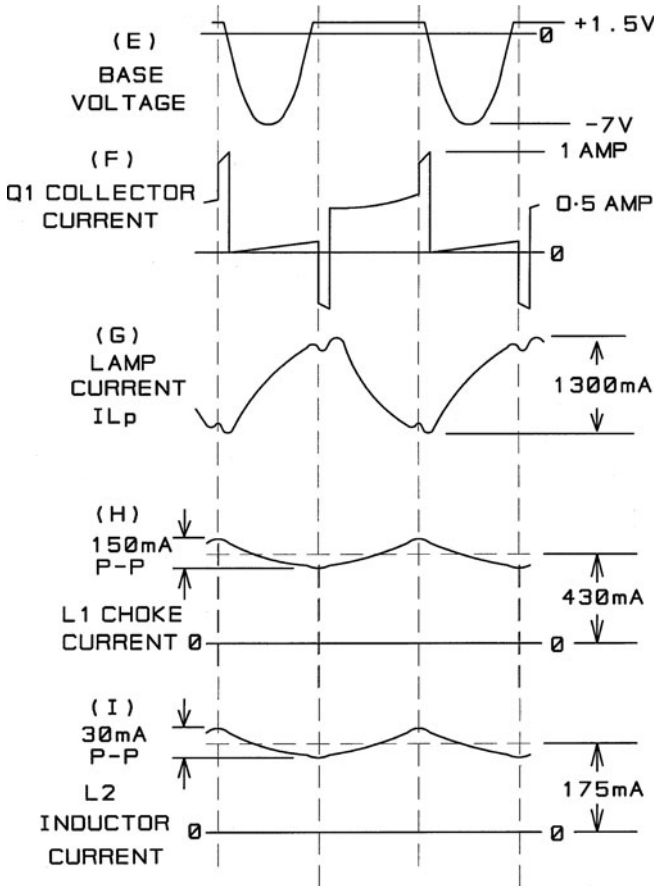 (E)
BASE
VOLTAGE
0
+1.5V
-7V
(F)
Q1 COLLECTOR
CURRENT
1 AMP
0.5 AMP
0
(G)
LAMP
CURRENT
ILp
1300mA
(H)
150mA
P-P
L1 CHOKE
CURRENT 0
0
430mA
(I)
30mA
P-P
L2
INDUCTOR
CURRENT
0
0
175mA